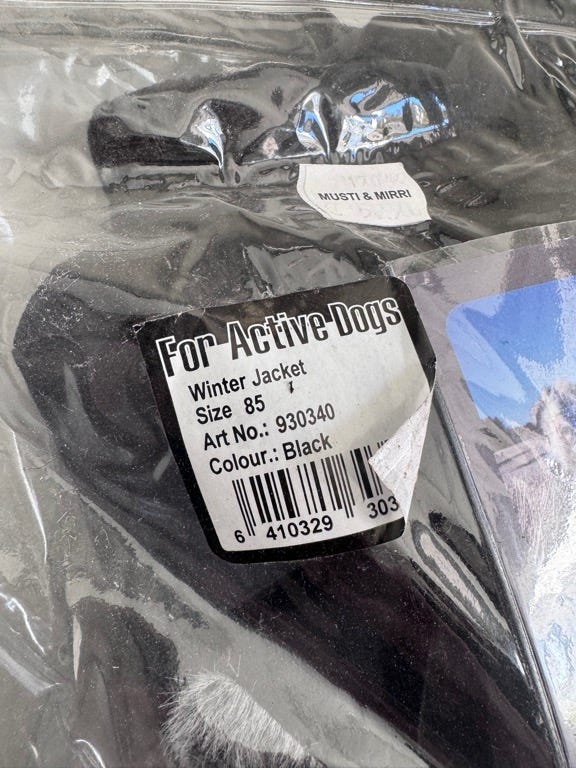 MUSTI & MIRRI
For Active Dogs
Winter Jacket
Size 85
Art No.: 930340
Colour.: Black
6 410329 303